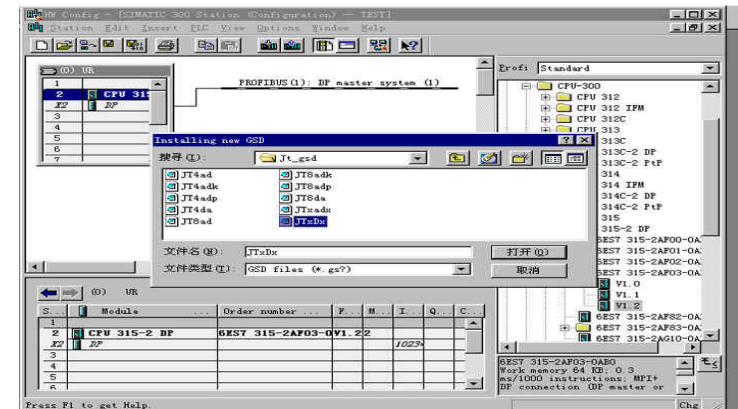 HW Config - [SIMATIC 300 Station (Configuration) -- TEST]
Station Edit Insert PLC View Options Window Help
(0) UR
1
2 CPU 315
X2 DP
3
4
5
6
7
PROFIBUS(1): DP master system (1)
Profi Standard
CPU-300
CPU 312
CPU 312 IFM
CPU 312C
CPU 313
313C
313C-2 DP
313C-2 PtP
314
314 IFM
314C-2 DP
314C-2 PtP
315
315-2 DP
6ES7 315-2AF00-0A
6ES7 315-2AF01-0A
6ES7 315-2AF02-0A
6ES7 315-2AF03-0A
V1.0
V1.1
V1.2
6ES7 315-2AF82-0A
6ES7 315-2AF83-0A
6ES7 315-2AG10-0A
Installing new GSD
搜寻(I): Jt_gsd
JT4ad JT8adk
JT4adk JT8adp
JT4adp JT8da
JT4da JTxadx
JT8ad JTxDx
文件名(N): JTxDx 打开(O)
文件类型(T): GSD files (*.gs?) 取消
(0) UR
S... Module ... Order number ... F... M... I... Q... C...
1
2 CPU 315-2 DP 6ES7 315-2AF03-0 V1.2 2
X2 DP 1023
3
4
5
6
6ES7 315-2AF03-0AB0
Work memory 64 KB; 0.3
ms/1000 instructions; MPI+
DP connection (DP master or
Press F1 to get Help.
Chg